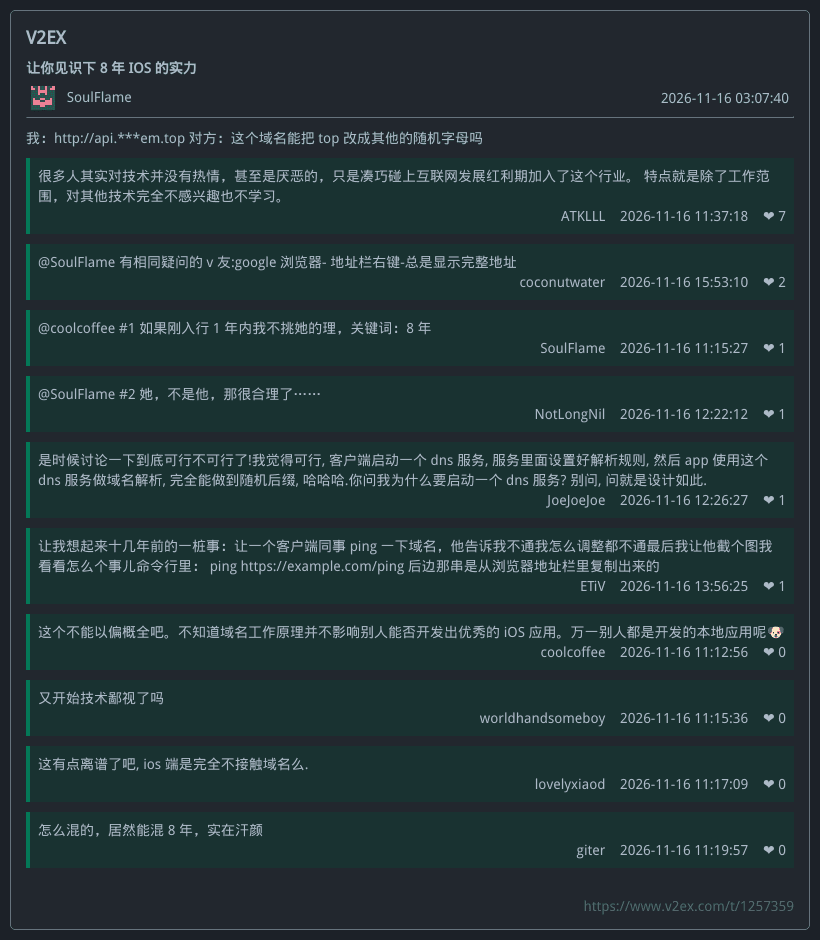 V2EX
让你见识下 8 年 IOS 的实力
SoulFlame
2026-11-16 03:07:40
我：http://api.***em.top 对方：这个域名能把 top 改成其他的随机字母吗
很多人其实对技术并没有热情，甚至是厌恶的，只是凑巧碰上互联网发展红利期加入了这个行业。 特点就是除了工作范
围，对其他技术完全不感兴趣也不学习。
ATKLLL 2026-11-16 11:37:18 ❤ 7
@SoulFlame 有相同疑问的 v 友:google 浏览器- 地址栏右键-总是显示完整地址
coconutwater 2026-11-16 15:53:10 ❤ 2
@coolcoffee #1 如果刚入行 1 年内我不挑她的理，关键词：8 年
SoulFlame 2026-11-16 11:15:27 ❤ 1
@SoulFlame #2 她，不是他，那很合理了……
NotLongNil 2026-11-16 12:22:12 ❤ 1
是时候讨论一下到底可行不可行了!我觉得可行, 客户端启动一个 dns 服务, 服务里面设置好解析规则, 然后 app 使用这个
dns 服务做域名解析, 完全能做到随机后缀, 哈哈哈.你问我为什么要启动一个 dns 服务? 别问, 问就是设计如此.
JoeJoeJoe 2026-11-16 12:26:27 ❤ 1
让我想起来十几年前的一桩事：让一个客户端同事 ping 一下域名，他告诉我不通我怎么调整都不通最后我让他截个图我
看看怎么个事儿命令行里： ping https://example.com/ping 后边那串是从浏览器地址栏里复制出来的
ETiV 2026-11-16 13:56:25 ❤ 1
这个不能以偏概全吧。不知道域名工作原理并不影响别人能否开发出优秀的 iOS 应用。万一别人都是开发的本地应用呢🐶
coolcoffee 2026-11-16 11:12:56 ❤ 0
又开始技术鄙视了吗
worldhandsomeboy 2026-11-16 11:15:36 ❤ 0
这有点离谱了吧, ios 端是完全不接触域名么.
lovelyxiaod 2026-11-16 11:17:09 ❤ 0
怎么混的，居然能混 8 年，实在汗颜
giter 2026-11-16 11:19:57 ❤ 0
https://www.v2ex.com/t/1257359